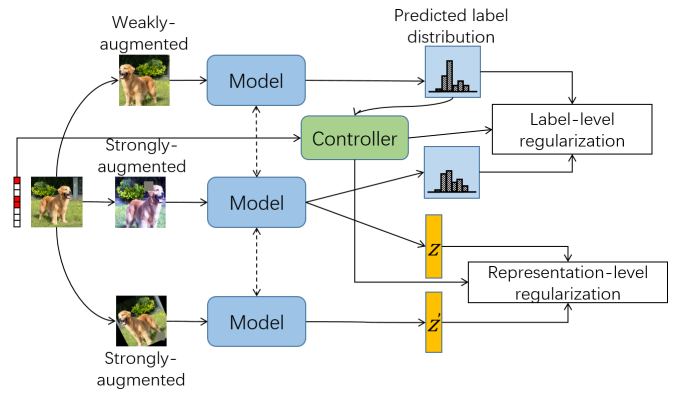 Weakly-
augmented
Predicted label
distribution
Model
Controller
Label-level
regularization
Strongly-
augmented
Model
z
Representation-level
regularization
Model
z'
Strongly-
augmented